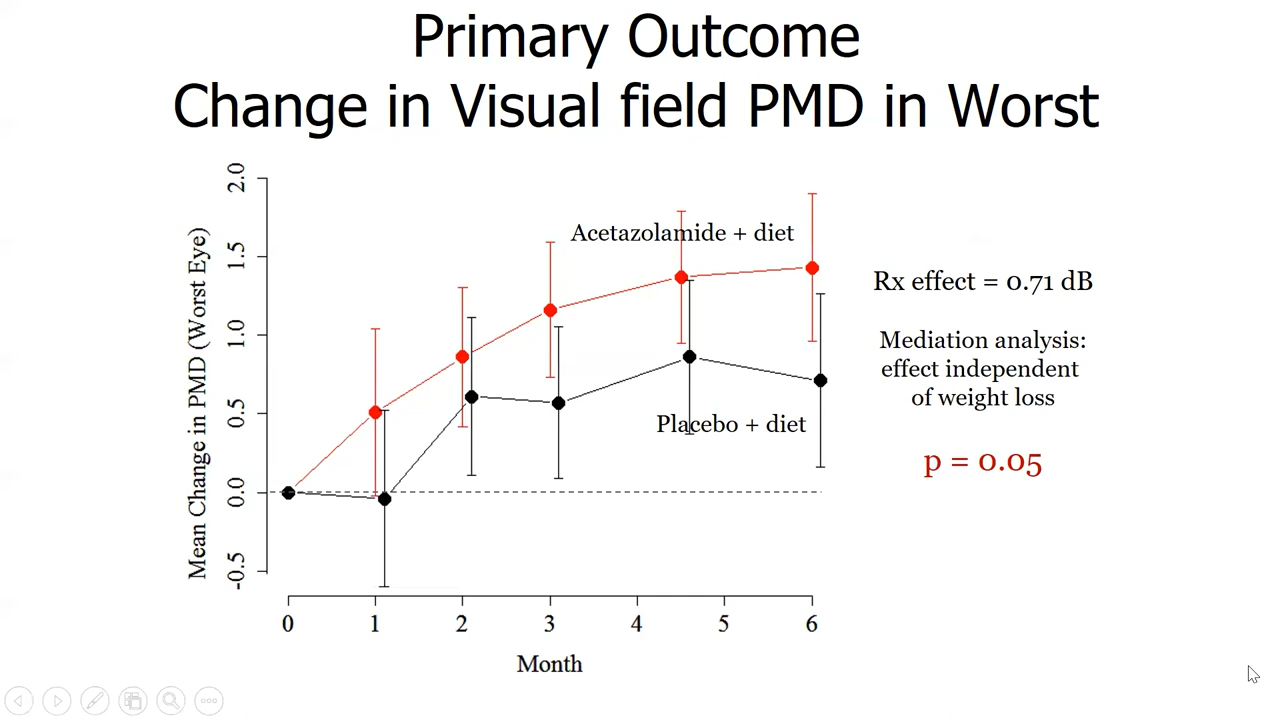 Primary Outcome
Change in Visual field PMD in Worst
Mean Change in PMD (Worst Eye)
2.0
1.5
1.0
0.5
0.0
-0.5
Acetazolamide + diet
Placebo + diet
0 1 2 3 4 5 6
Month
Rx effect = 0.71 dB
Mediation analysis:
effect independent
of weight loss
p = 0.05